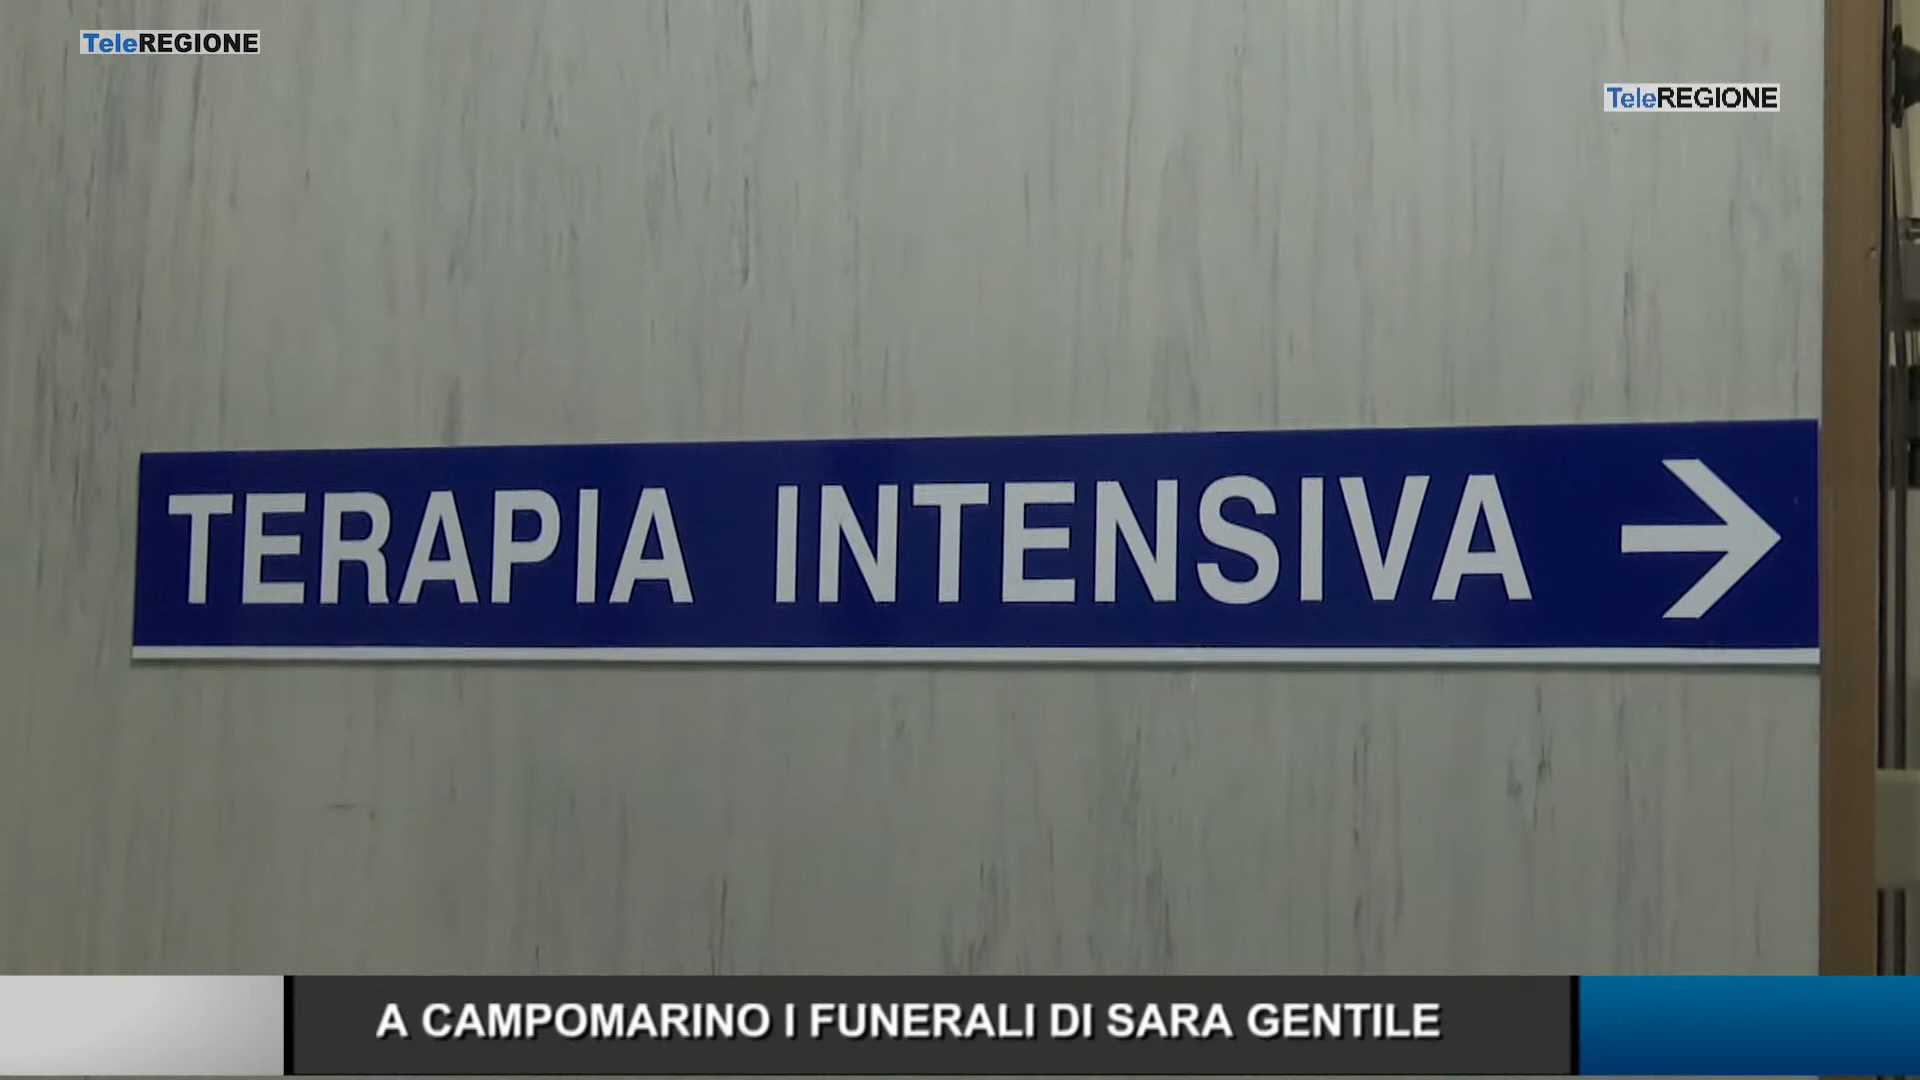 TeleREGIONE
TeleREGIONE
TERAPIA INTENSIVA →
A CAMPOMARINO I FUNERALI DI SARA GENTILE